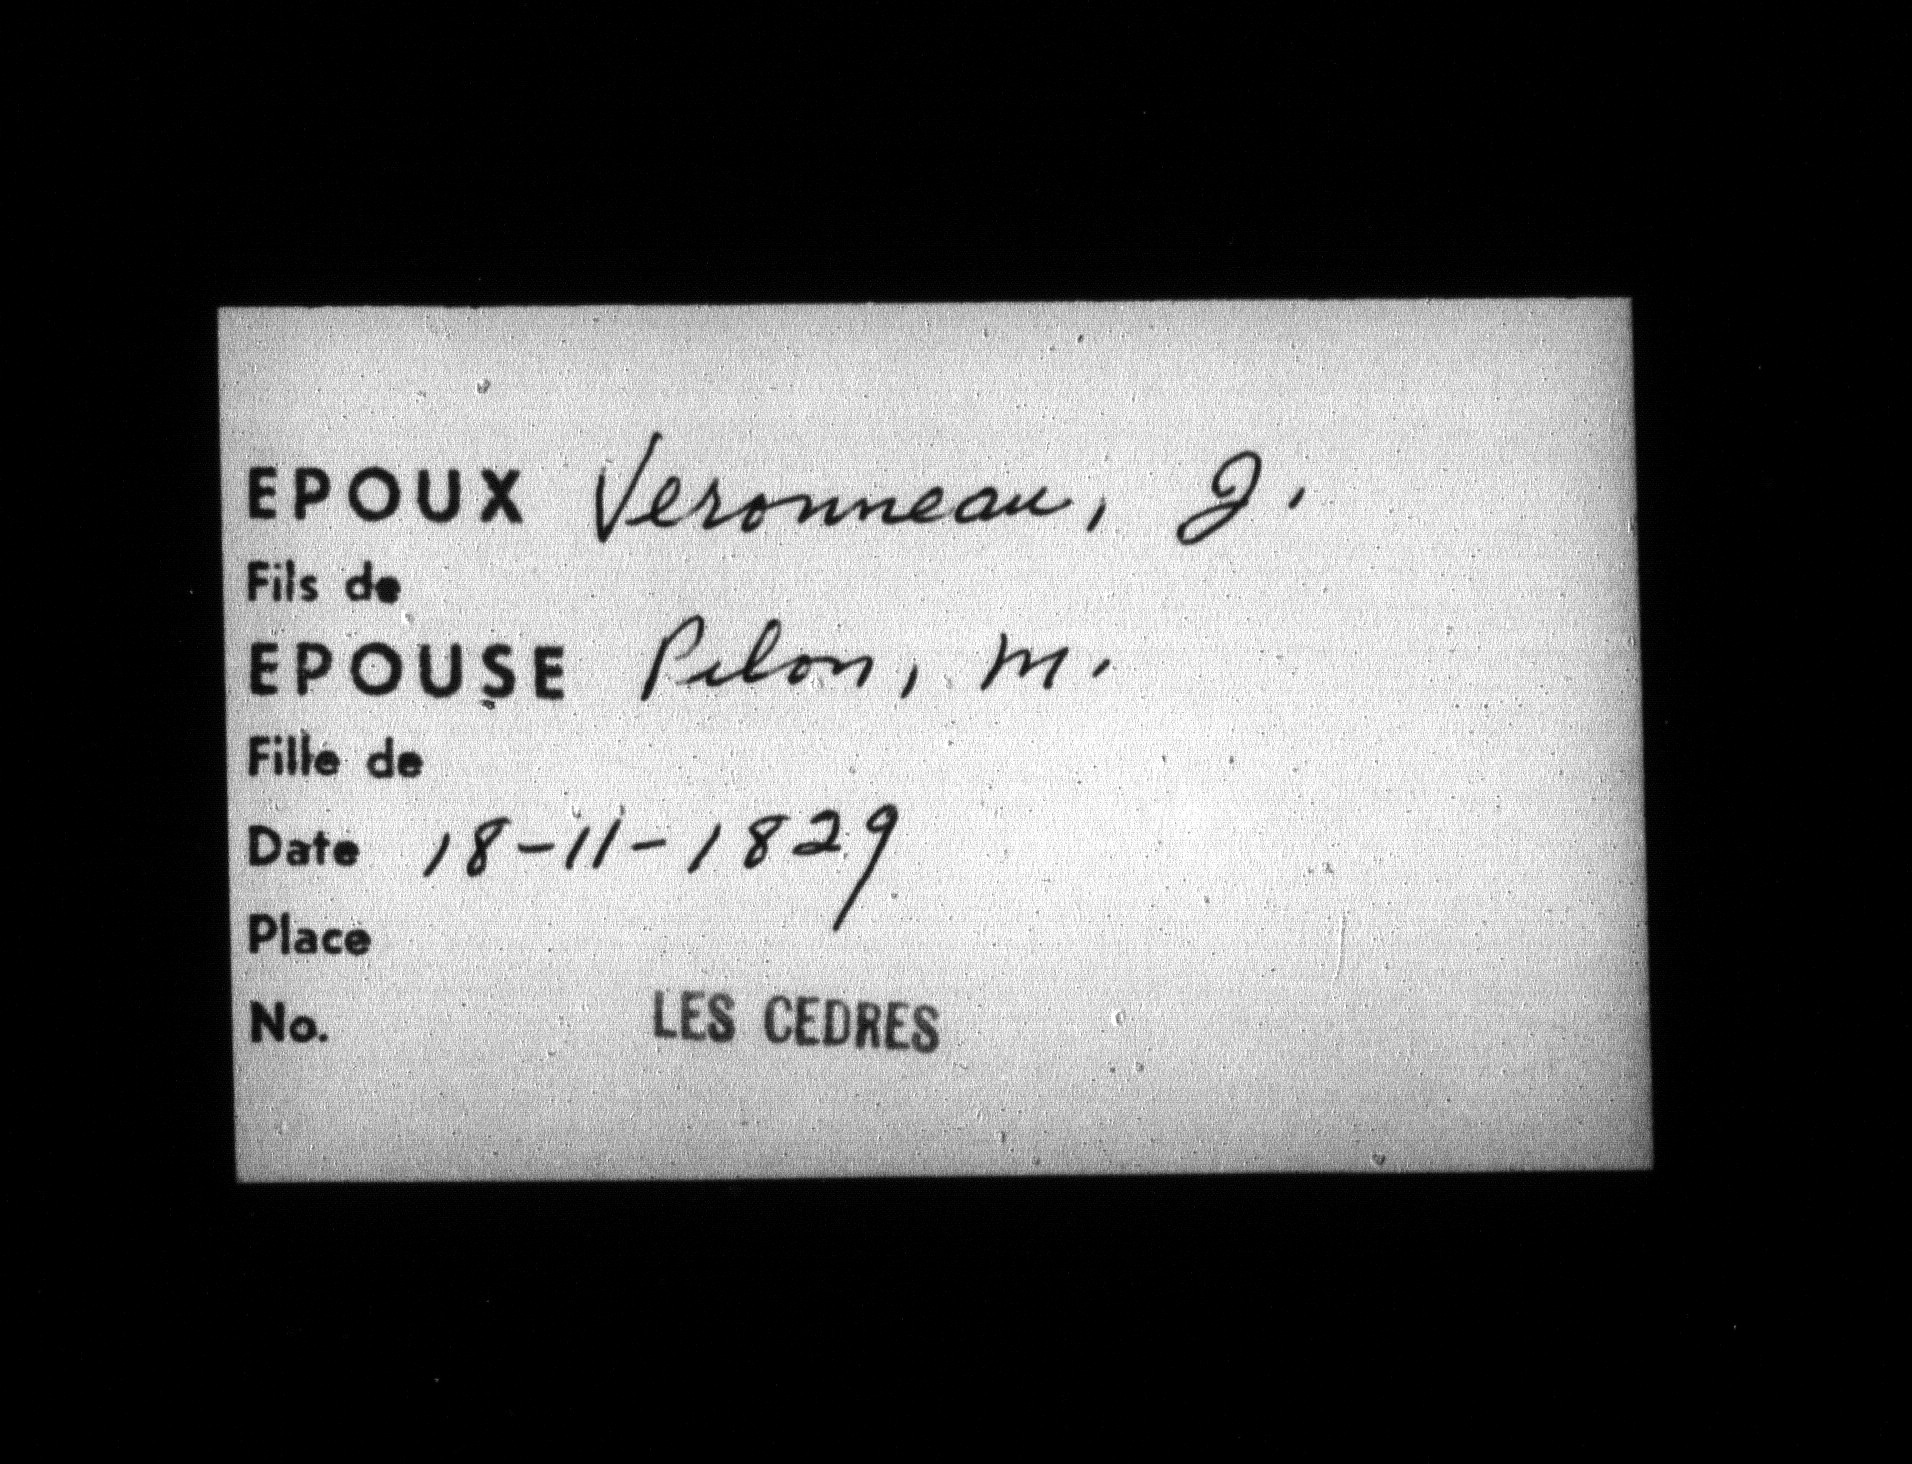 EPOUX Veronneau, J.
Fils de
EPOUSE Pilon, M.
Fille de
Date 18-11-1829
Place
No. LES CEDRES